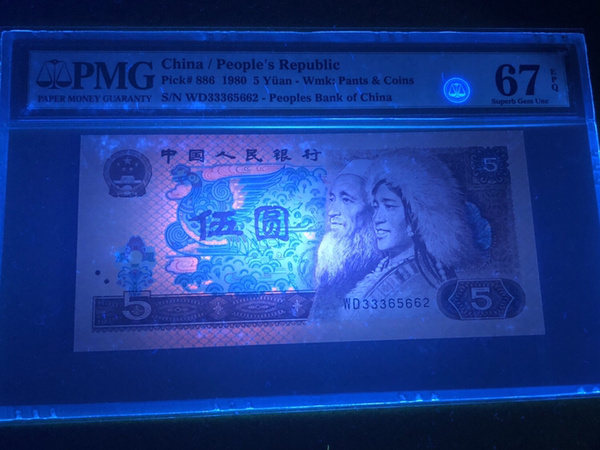 PMG
PAPER MONEY GUARANTY
China / People's Republic
Pick# 886 1980 5 Yüan - Wmk: Pants & Coins
S/N WD33365662 - Peoples Bank of China
67 EPQ
Superb Gem Unc
中国人民银行
5
伍圆
WD33365662
5
5